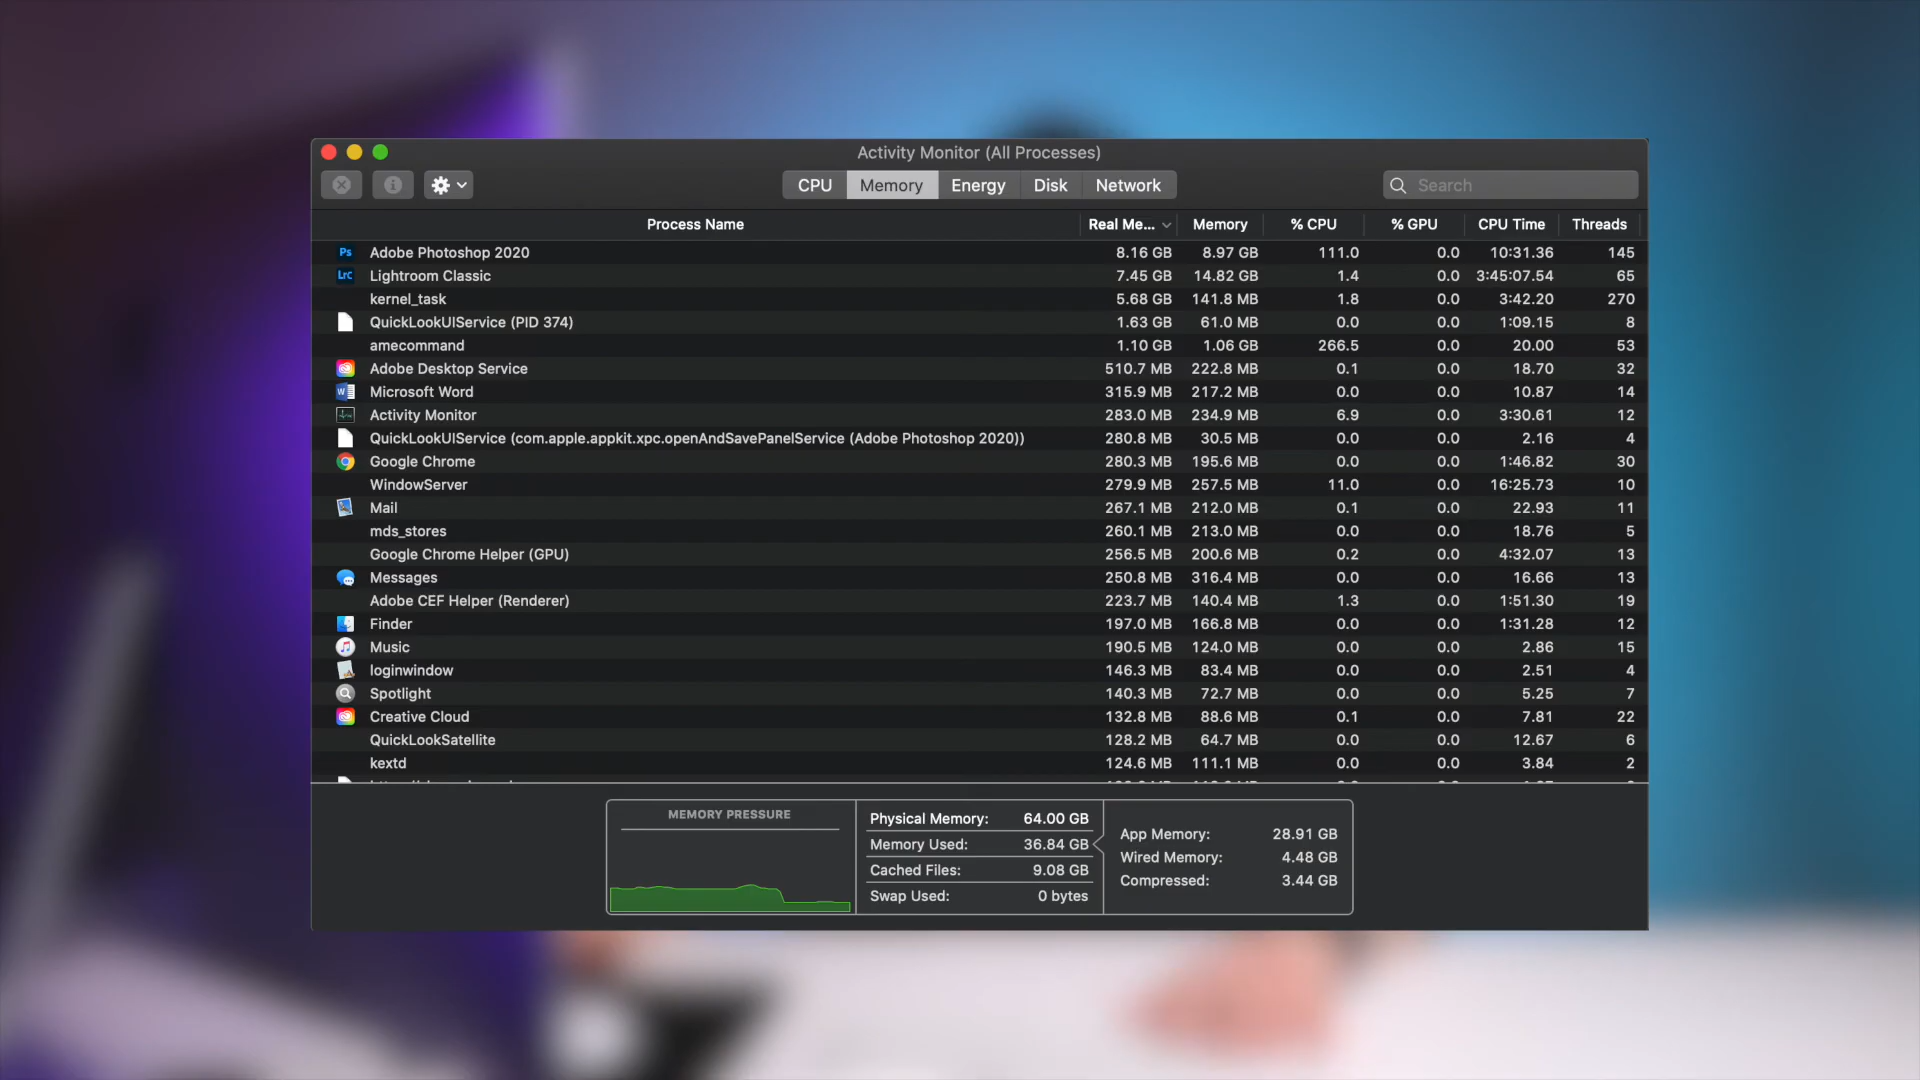 Activity Monitor (All Processes)
CPU Memory Energy Disk Network Search
Process Name Real Me... Memory % CPU % GPU CPU Time Threads
Ps Adobe Photoshop 2020 8.16 GB 8.97 GB 111.0 0.0 10:31.36 145
LrC Lightroom Classic 7.45 GB 14.82 GB 1.4 0.0 3:45:07.54 65
kernel_task 5.68 GB 141.8 MB 1.8 0.0 3:42.20 270
QuickLookUIService (PID 374) 1.63 GB 61.0 MB 0.0 0.0 1:09.15 8
amecommand 1.10 GB 1.06 GB 266.5 0.0 20.00 53
Adobe Desktop Service 510.7 MB 222.8 MB 0.1 0.0 18.70 32
Microsoft Word 315.9 MB 217.2 MB 0.0 0.0 10.87 14
Activity Monitor 283.0 MB 234.9 MB 6.9 0.0 3:30.61 12
QuickLookUIService (com.apple.appkit.xpc.openAndSavePanelService (Adobe Photoshop 2020)) 280.8 MB 30.5 MB 0.0 0.0 2.16 4
Google Chrome 280.3 MB 195.6 MB 0.0 0.0 1:46.82 30
WindowServer 279.9 MB 257.5 MB 11.0 0.0 16:25.73 10
Mail 267.1 MB 212.0 MB 0.1 0.0 22.93 11
mds_stores 260.1 MB 213.0 MB 0.0 0.0 18.76 5
Google Chrome Helper (GPU) 256.5 MB 200.6 MB 0.2 0.0 4:32.07 13
Messages 250.8 MB 316.4 MB 0.0 0.0 16.66 13
Adobe CEF Helper (Renderer) 223.7 MB 140.4 MB 1.3 0.0 1:51.30 19
Finder 197.0 MB 166.8 MB 0.0 0.0 1:31.28 12
Music 190.5 MB 124.0 MB 0.0 0.0 2.86 15
loginwindow 146.3 MB 83.4 MB 0.0 0.0 2.51 4
Spotlight 140.3 MB 72.7 MB 0.0 0.0 5.25 7
Creative Cloud 132.8 MB 88.6 MB 0.1 0.0 7.81 22
QuickLookSatellite 128.2 MB 64.7 MB 0.0 0.0 12.67 6
kextd 124.6 MB 111.1 MB 0.0 0.0 3.84 2
MEMORY PRESSURE
Physical Memory: 64.00 GB
Memory Used: 36.84 GB
Cached Files: 9.08 GB
Swap Used: 0 bytes
App Memory: 28.91 GB
Wired Memory: 4.48 GB
Compressed: 3.44 GB